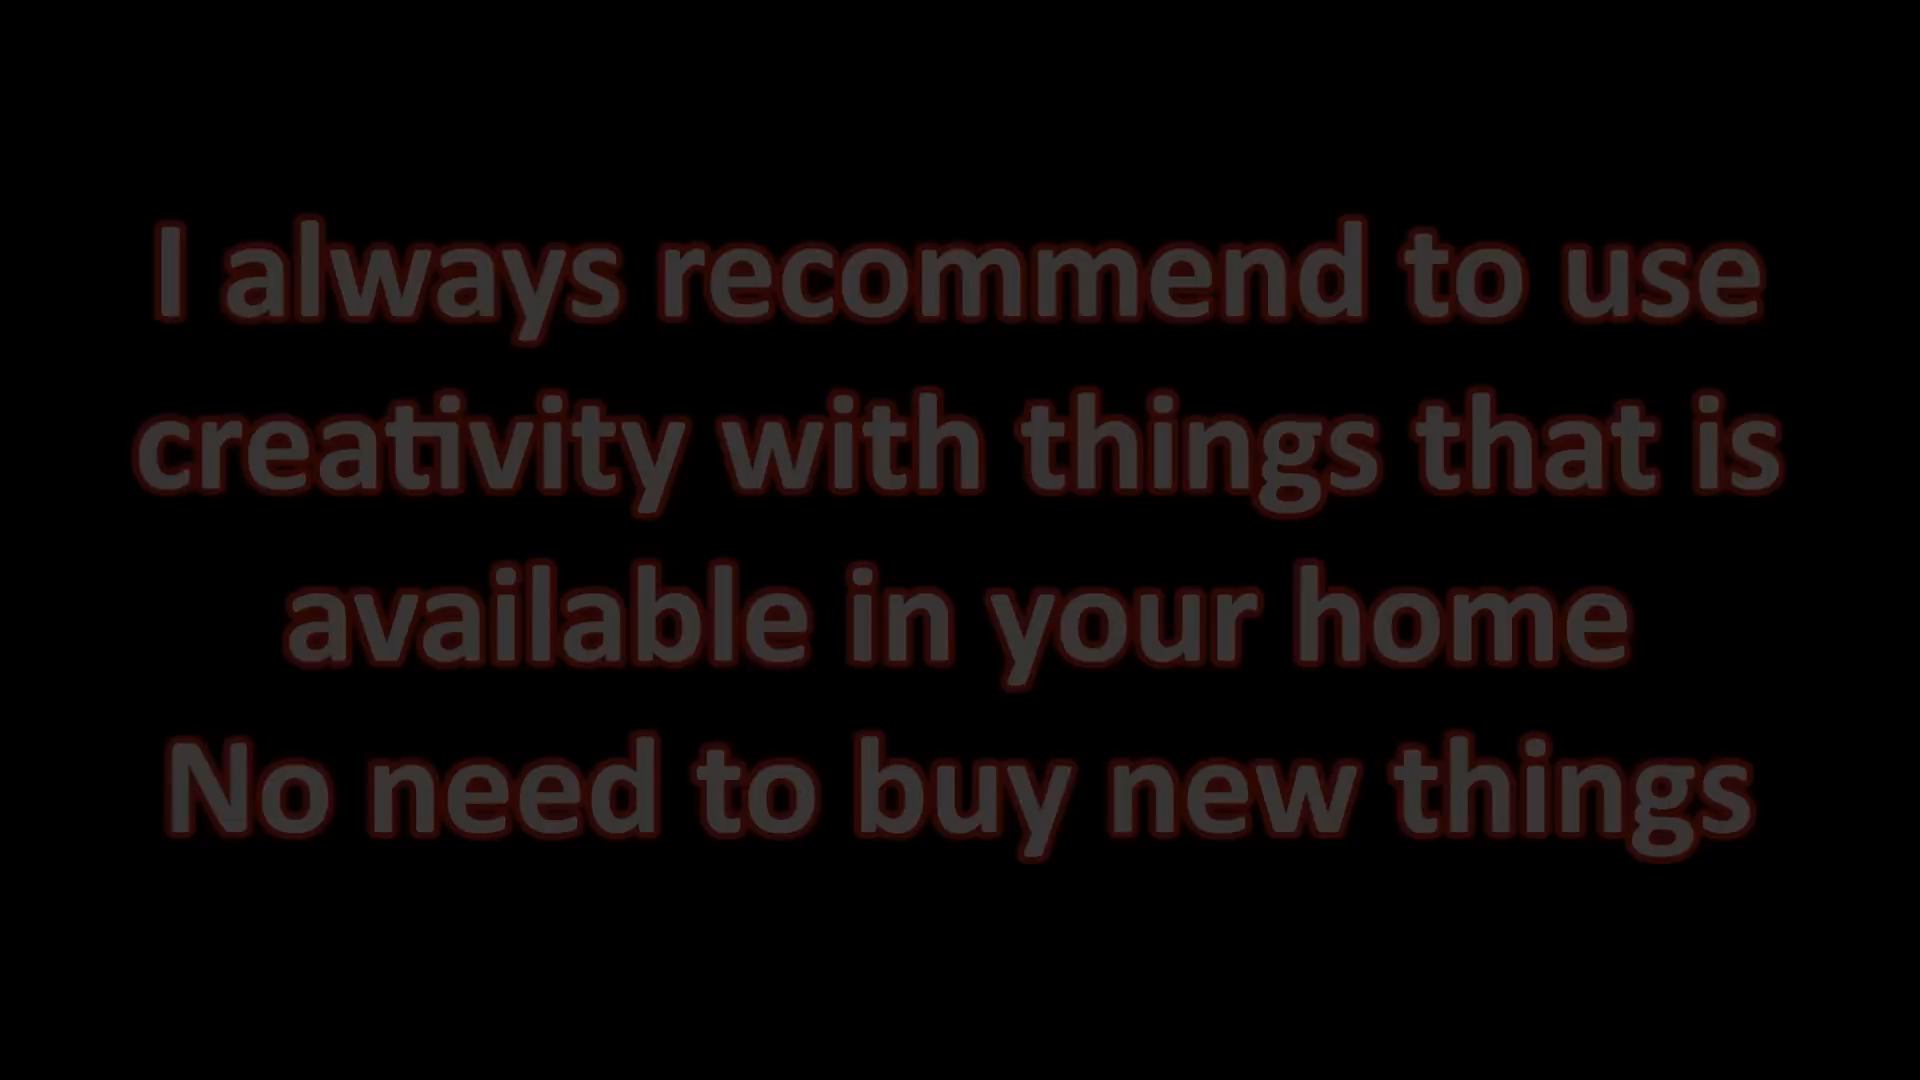 I always recommend to use
creativity with things that is
available in your home
No need to buy new things